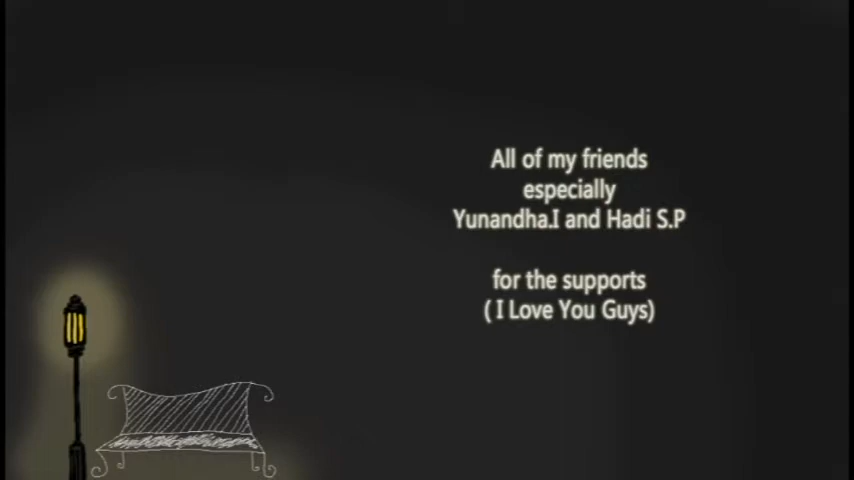 All of my friends
especially
Yunandha.I and Hadi S.P
for the supports
( I Love You Guys)